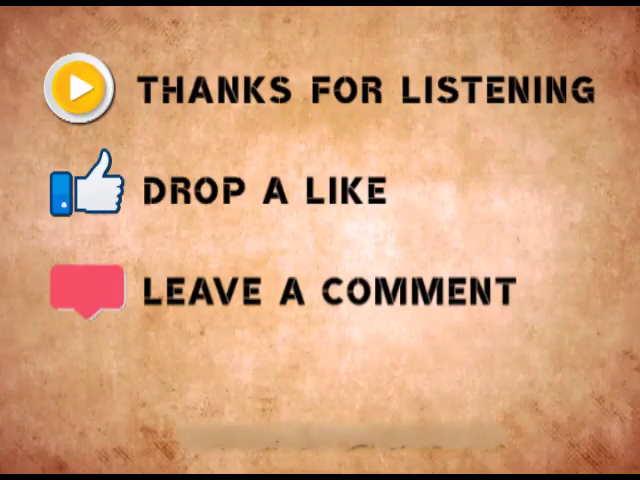 THANKS FOR LISTENING
DROP A LIKE
LEAVE A COMMENT